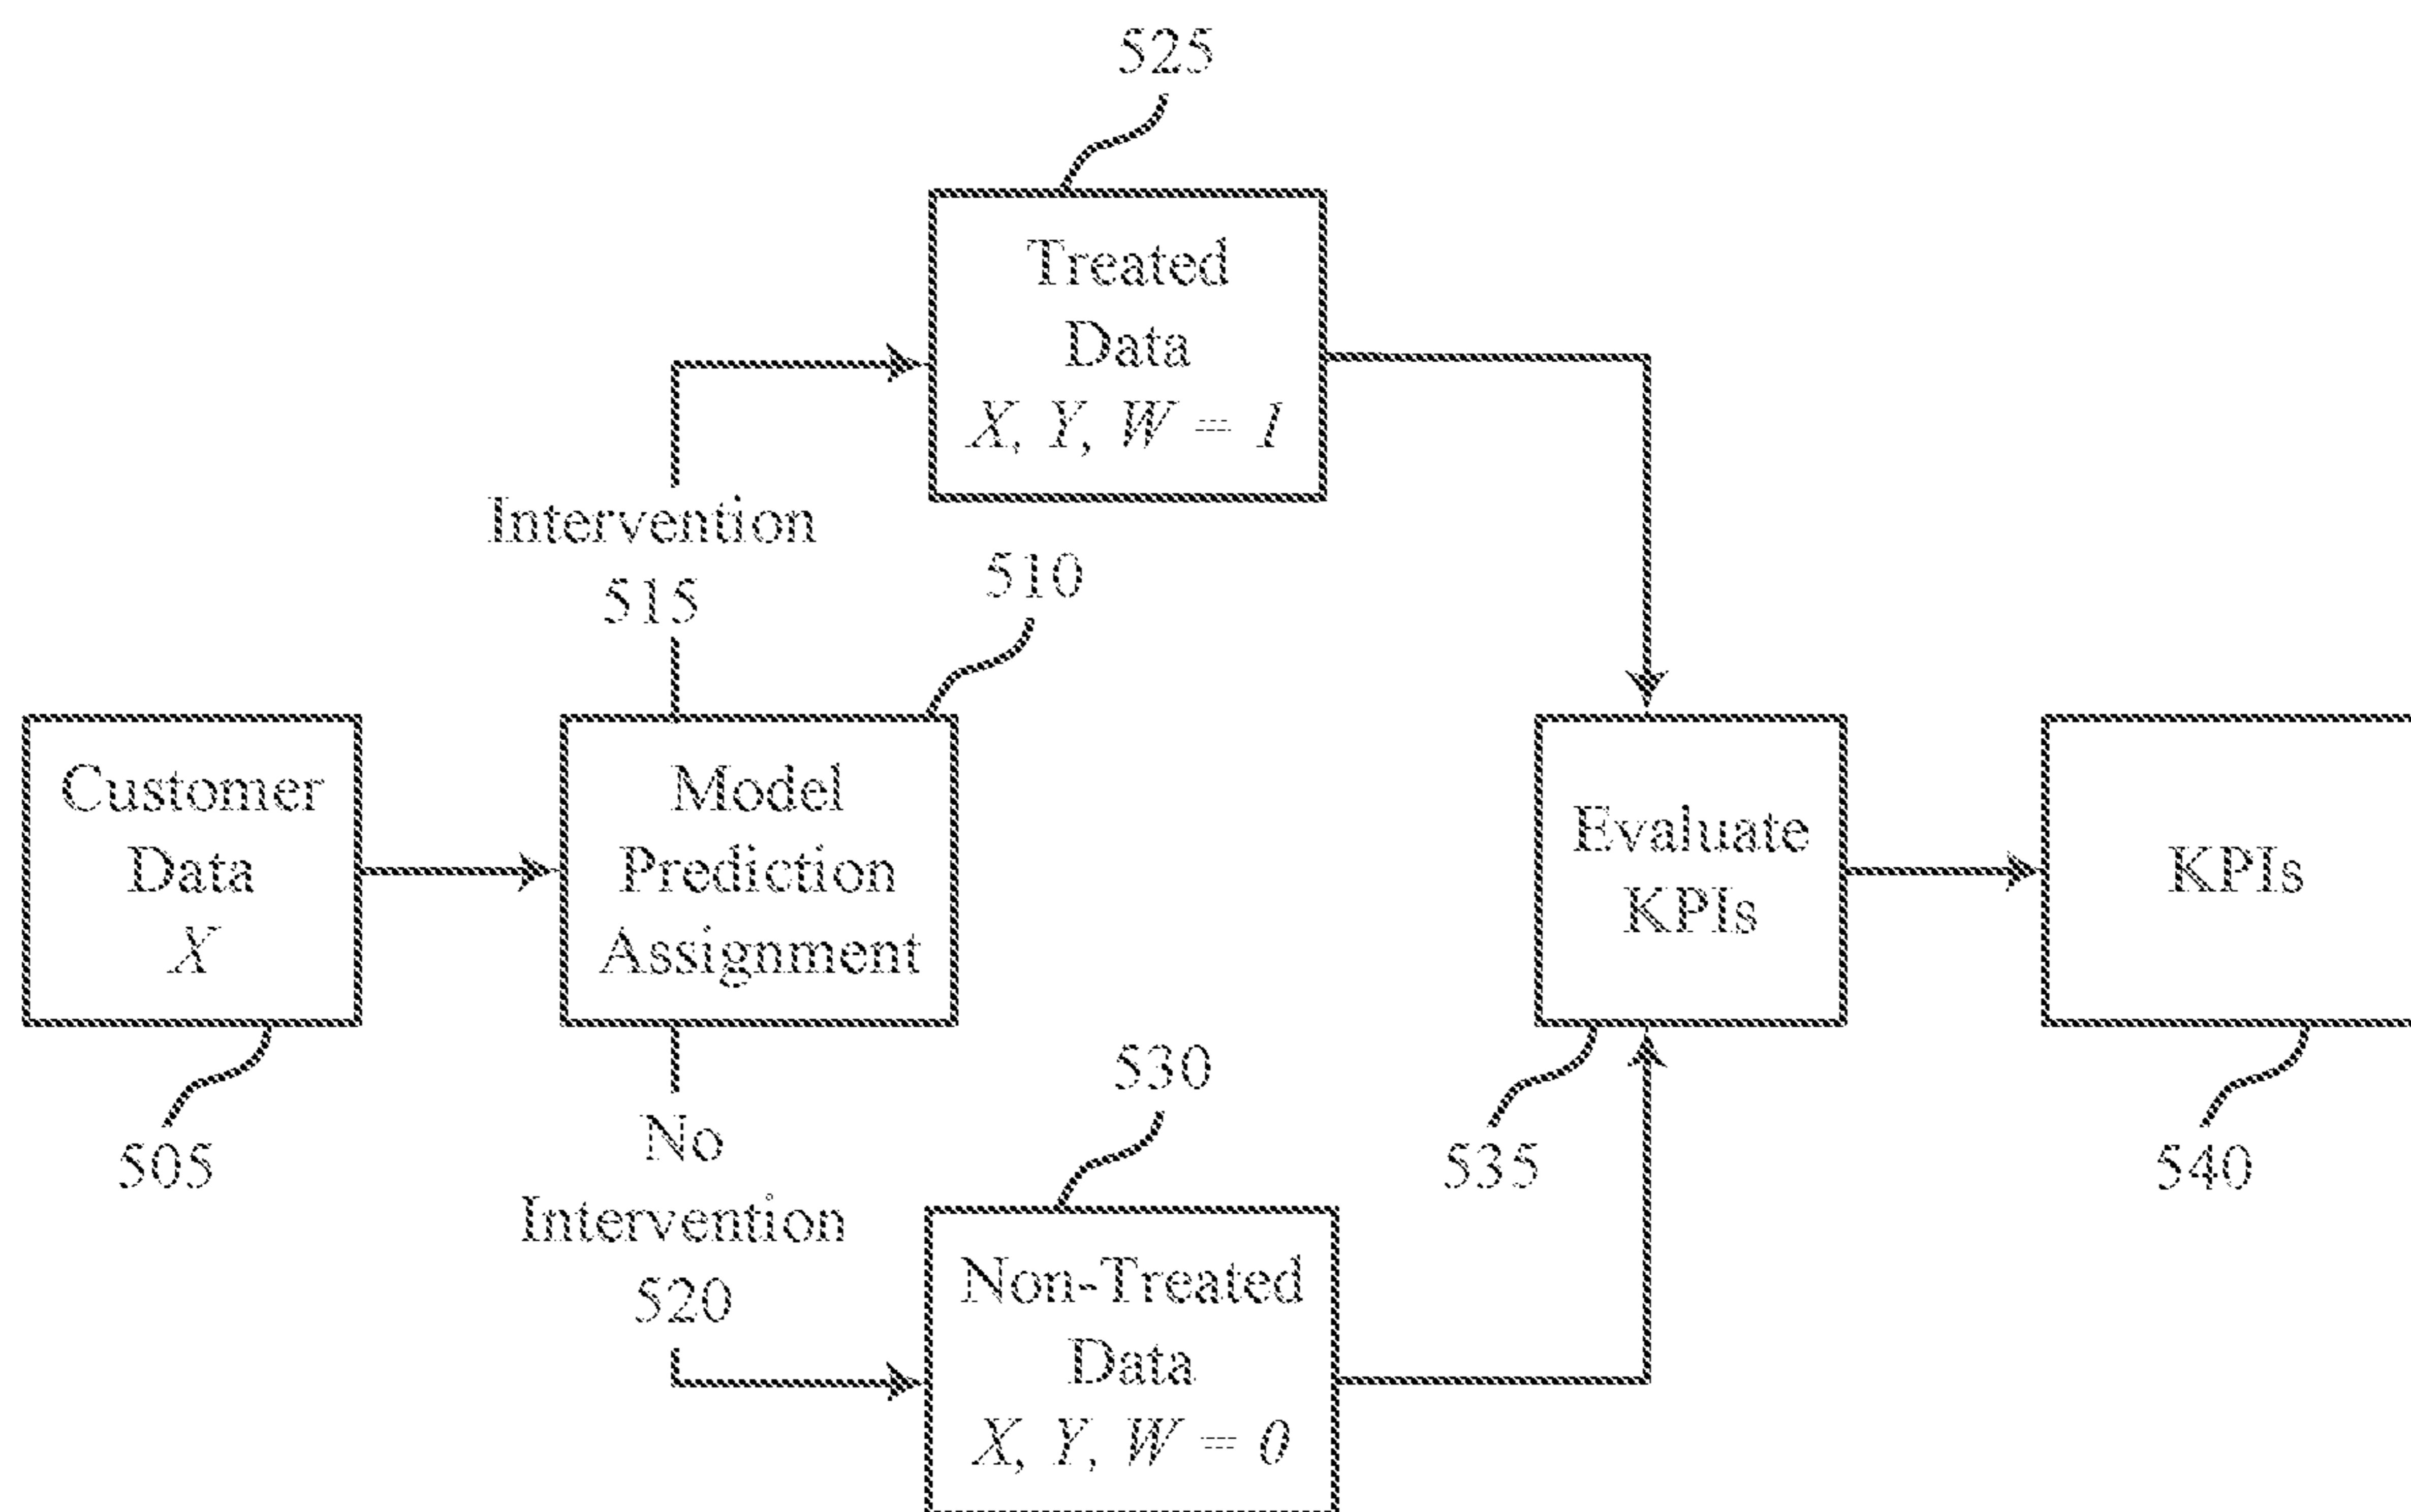 525
Treated
Data
X, Y, W = 1
Intervention
515
510
Customer
Data
X
505
Model
Prediction
Assignment
No
Intervention
520
530
Non-Treated
Data
X, Y, W = 0
Evaluate
KPIs
535
KPIs
540